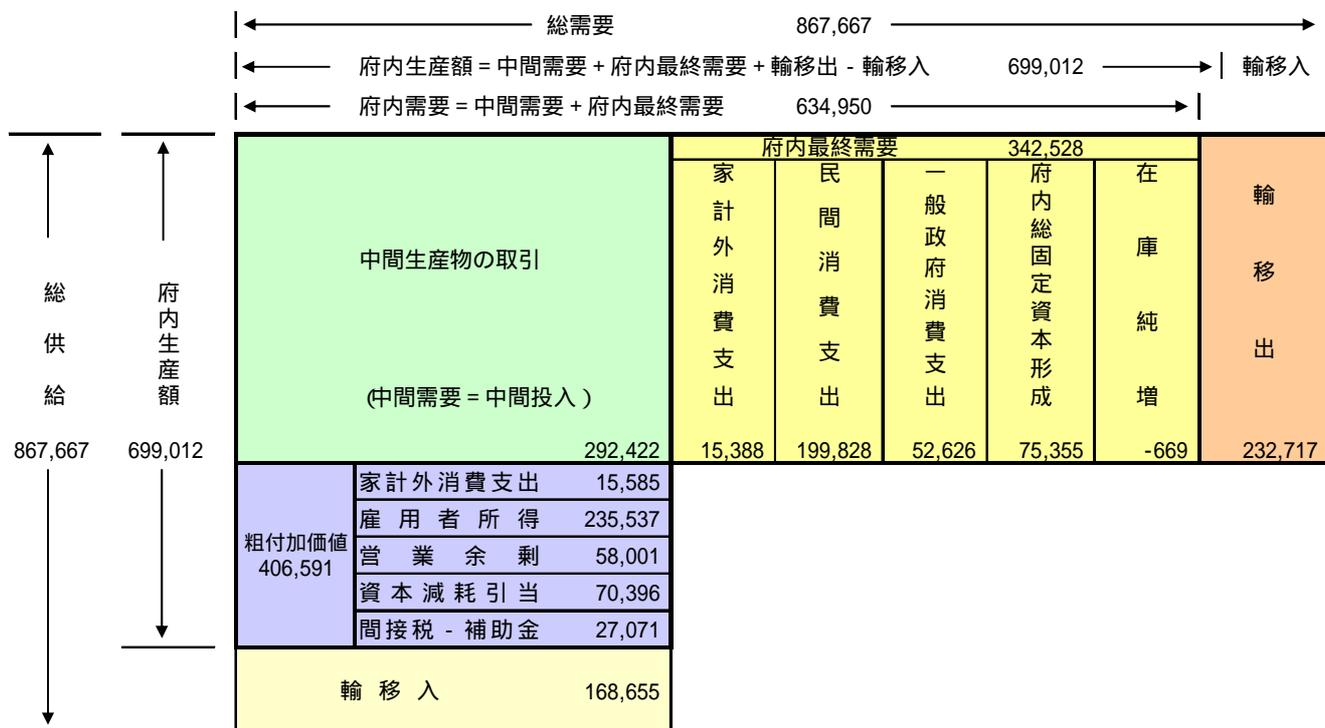 総需要 867,667
府内生産額 = 中間需要 + 府内最終需要 + 輸移出 - 輸移入 699,012 輸移入
府内需要 = 中間需要 + 府内最終需要 634,950
総供給
867,667
府内生産額
699,012
中間生産物の取引
(中間需要 = 中間投入 )
292,422
府内最終需要 342,528
家計外消費支出
15,388
民間消費支出
199,828
一般政府消費支出
52,626
府内総固定資本形成
75,355
在庫純増
-669
輸移出
232,717
粗付加価値
406,591
家計外消費支出 15,585
雇用者所得 235,537
営業余剰 58,001
資本減耗引当 70,396
間接税 - 補助金 27,071
輸移入 168,655